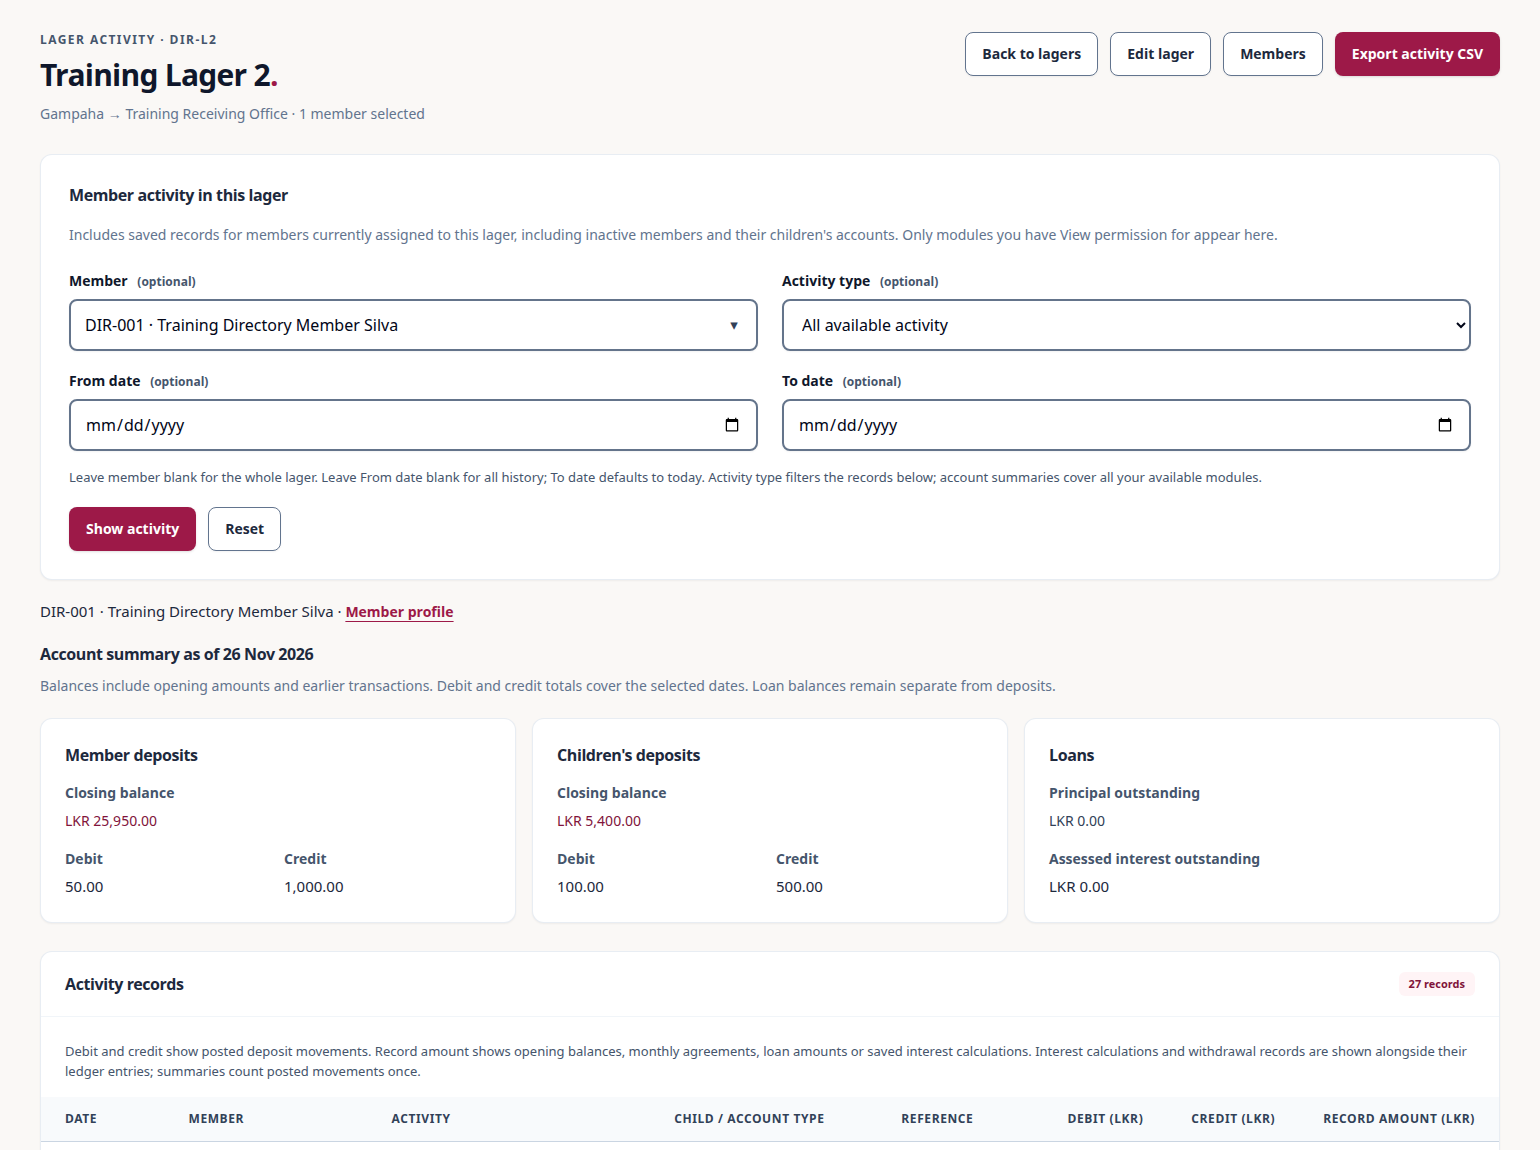 LAGER ACTIVITY · DIR-L2
Training Lager 2.
Gampaha → Training Receiving Office · 1 member selected
Back to lagers
Edit lager
Members
Export activity CSV
Member activity in this lager
Includes saved records for members currently assigned to this lager, including inactive members and their children's accounts. Only modules you have View permission for appear here.
Member (optional)
Activity type (optional)
DIR-001 · Training Directory Member Silva
All available activity
From date (optional)
To date (optional)
mm/dd/yyyy
mm/dd/yyyy
Leave member blank for the whole lager. Leave From date blank for all history; To date defaults to today. Activity type filters the records below; account summaries cover all your available modules.
Show activity
Reset
DIR-001 · Training Directory Member Silva · Member profile
Account summary as of 26 Nov 2026
Balances include opening amounts and earlier transactions. Debit and credit totals cover the selected dates. Loan balances remain separate from deposits.
Member deposits
Closing balance
LKR 25,950.00
Debit
Credit
50.00
1,000.00
Children's deposits
Closing balance
LKR 5,400.00
Debit
Credit
100.00
500.00
Loans
Principal outstanding
LKR 0.00
Assessed interest outstanding
LKR 0.00
Activity records
27 records
Debit and credit show posted deposit movements. Record amount shows opening balances, monthly agreements, loan amounts or saved interest calculations. Interest calculations and withdrawal records are shown alongside their
ledger entries; summaries count posted movements once.
DATE MEMBER ACTIVITY CHILD / ACCOUNT TYPE REFERENCE DEBIT (LKR) CREDIT (LKR) RECORD AMOUNT (LKR)